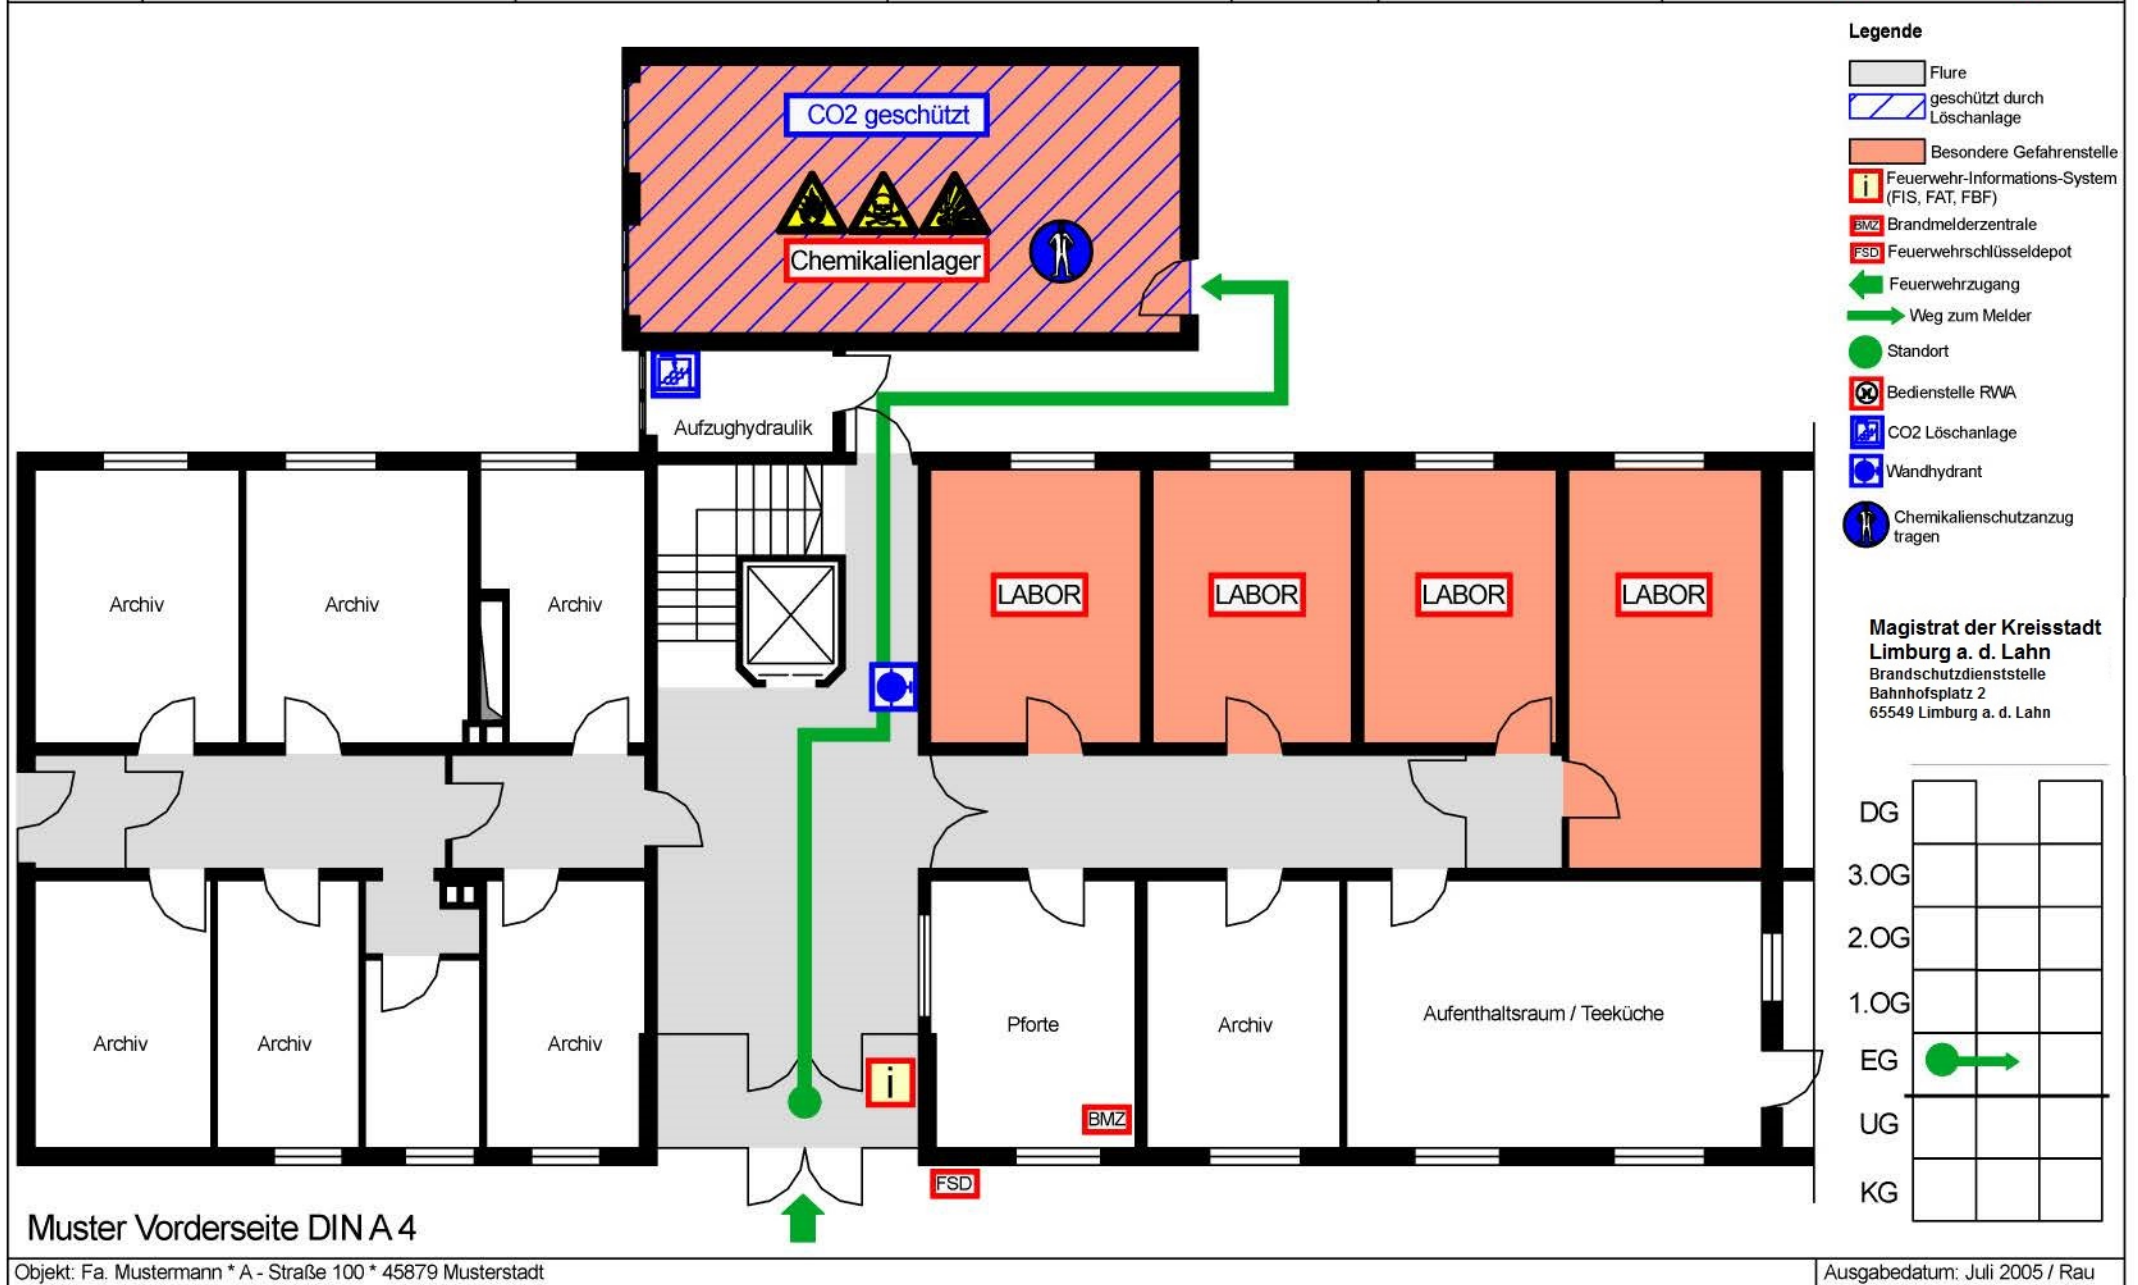 CO2 geschützt
Chemikalienlager
Aufzughydraulik
Archiv
Archiv
Archiv
LABOR
LABOR
LABOR
LABOR
Archiv
Archiv
Archiv
Pforte
Archiv
Aufenthaltsraum / Teeküche
i
BMZ
FSD
Muster Vorderseite DIN A 4
Legende
Flure
geschützt durch
Löschanlage
Besondere Gefahrenstelle
i
Feuerwehr-Informations-System
(FIS, FAT, FBF)
BMZ Brandmelderzentrale
FSD Feuerwehrschlüsseldepot
Feuerwehrzugang
Weg zum Melder
Standort
Bedienstelle RWA
CO2 Löschanlage
Wandhydrant
Chemikalienschutzanzug
tragen
Magistrat der Kreisstadt
Limburg a. d. Lahn
Brandschutzdienststelle
Bahnhofsplatz 2
65549 Limburg a. d. Lahn
DG
3.OG
2.OG
1.OG
EG
UG
KG
Objekt: Fa. Mustermann * A - Straße 100 * 45879 Musterstadt
Ausgabedatum: Juli 2005 / Rau